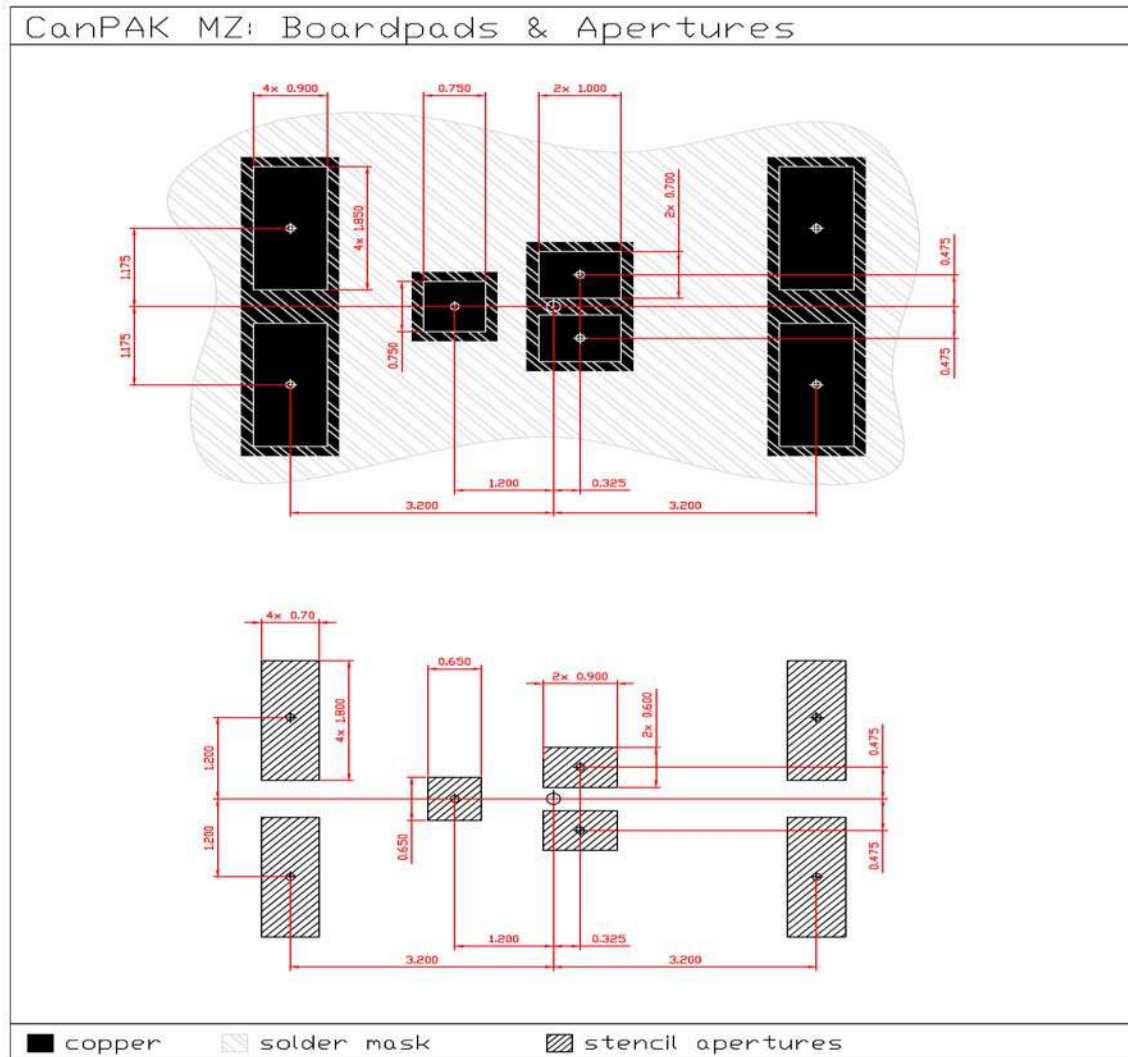 CanPAK MZ: Boardpads & Apertures
4x 0.900
0.750
2x 1.000
2x 0.700
4x 1.850
1.175
0.475
1.175
0.750
0.475
1.200
0.325
3.200
3.200
4x 0.70
0.650
2x 0.900
2x 0.600
4x 1.800
1.200
0.475
1.200
0.650
0.475
1.200
0.325
3.200
3.200
copper
solder mask
stencil apertures